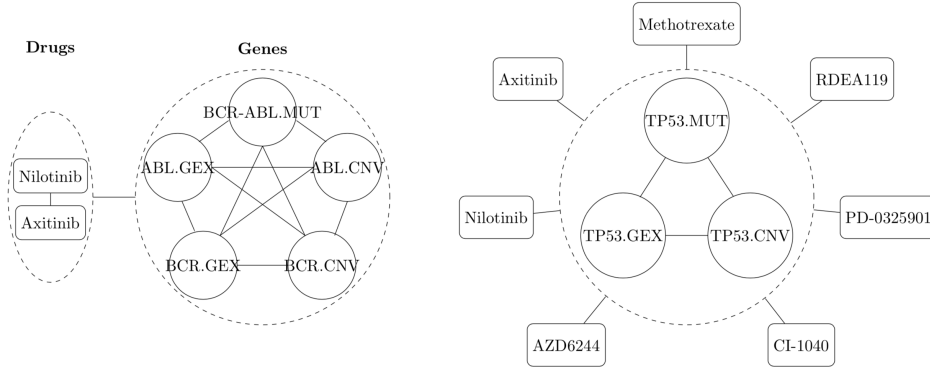 Drugs
Genes
Nilotinib
Axitinib
BCR-ABL.MUT
ABL.GEX
ABL.CNV
BCR.GEX
BCR.CNV
Methotrexate
Axitinib
RDEA119
TP53.MUT
Nilotinib
PD-0325901
TP53.GEX
TP53.CNV
AZD6244
CI-1040